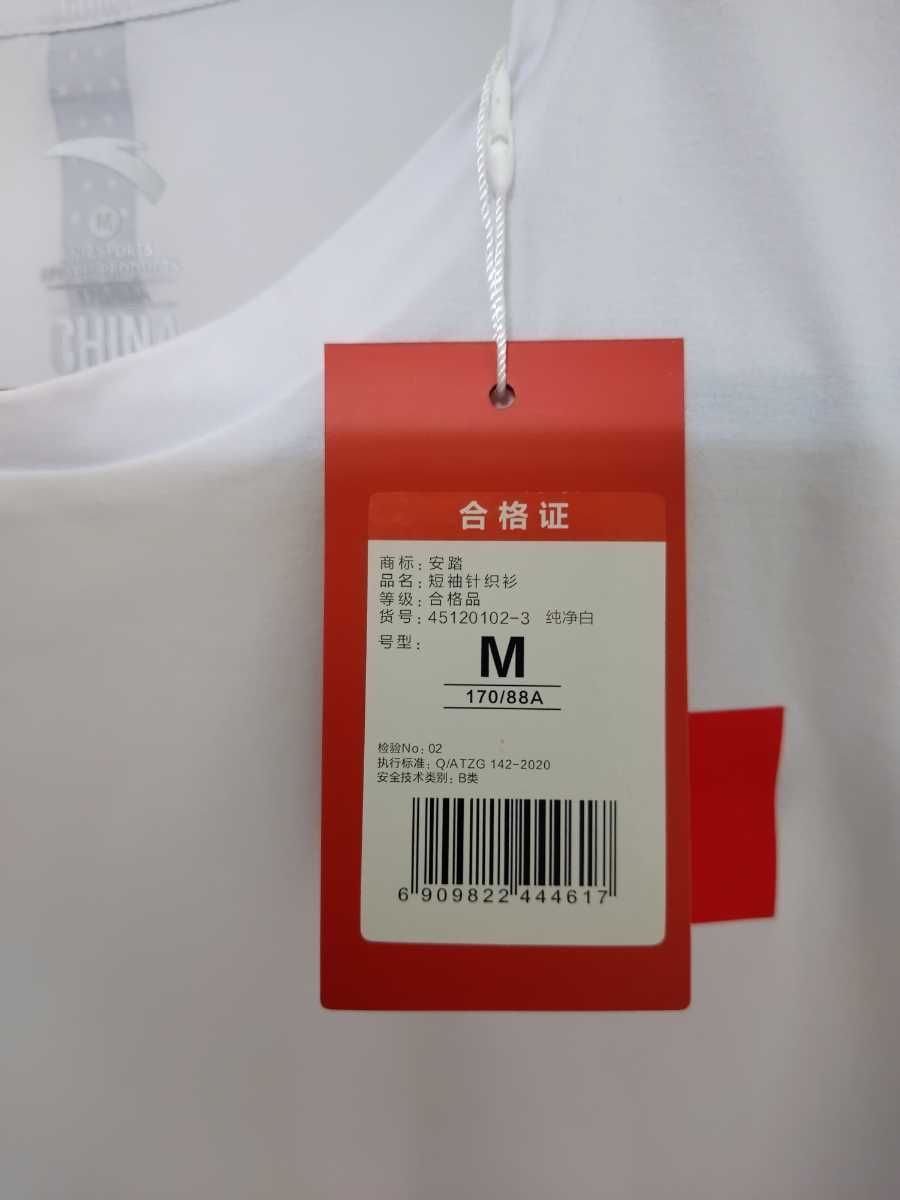 M
CHINA
合格证
商标：安踏
品名：短袖针织衫
等级：合格品
货号：45120102-3 纯净白
号型：
M
170/88A
检验No：02
执行标准：Q/ATZG 142-2020
安全技术类别：B类
6 909822 444617